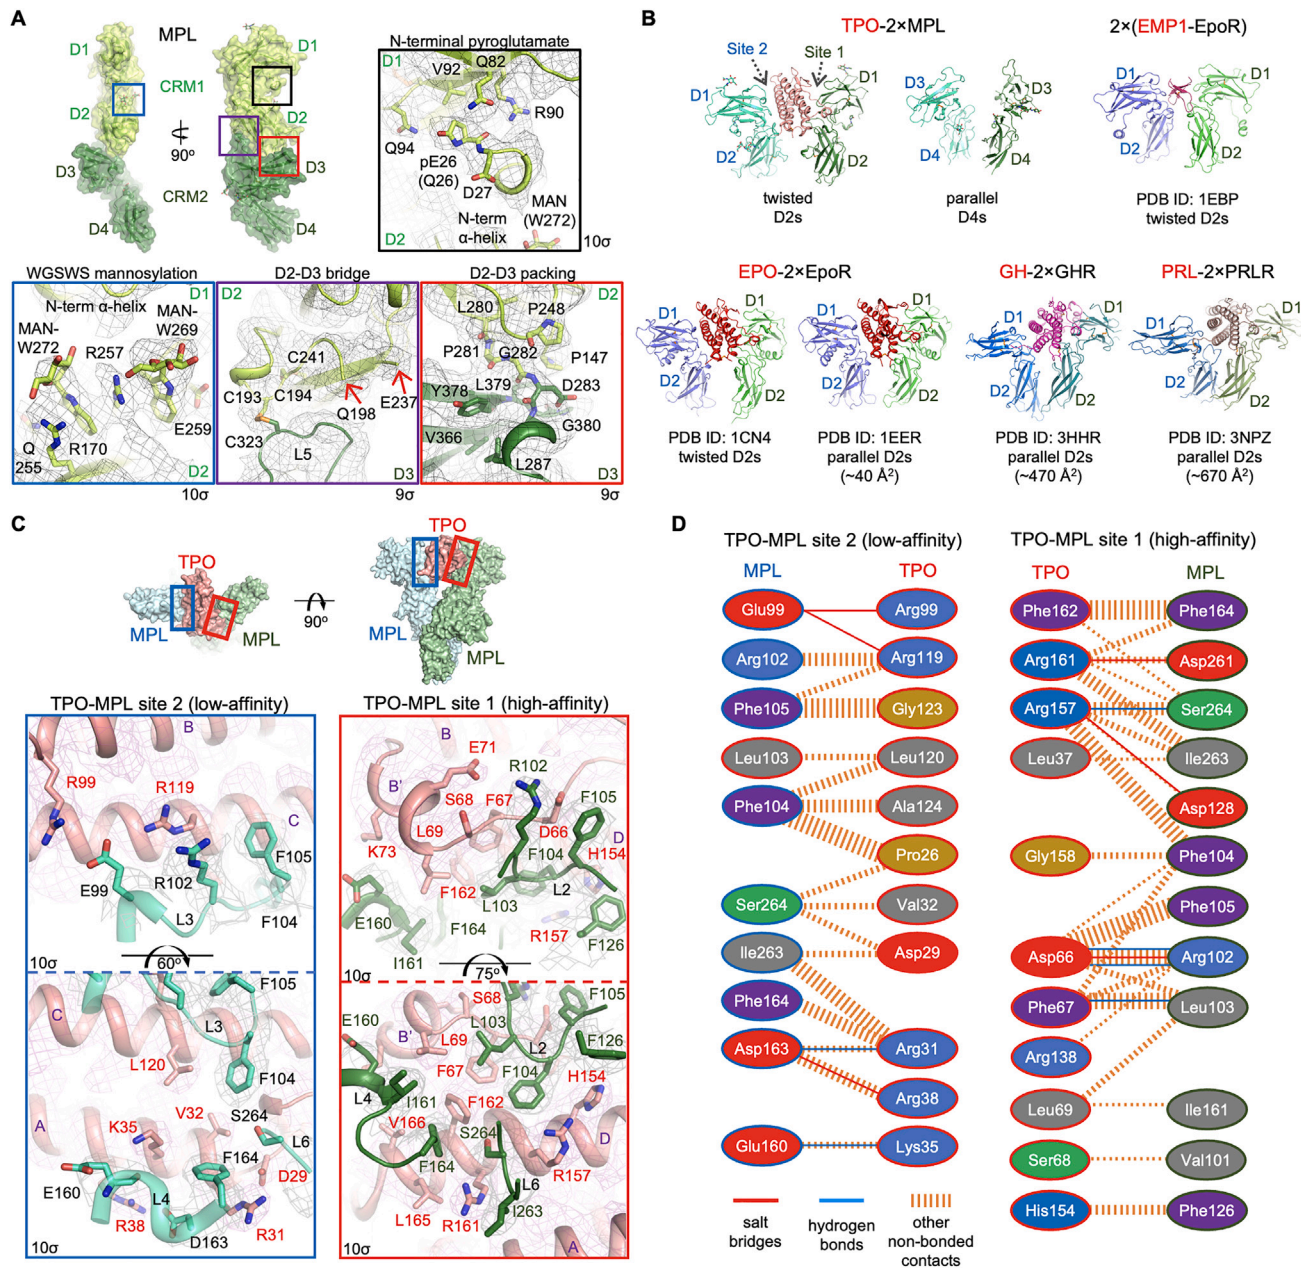 A
MPL
D1
CRM1
D2
D3
CRM2
D4
90º
D1
D2
D3
D4
N-terminal pyroglutamate
D1
V92
Q82
R90
Q94
pE26
(Q26)
D27
MAN
(W272)
N-term
α-helix
D2
10σ
WGSWS mannosylation
N-term α-helix
D1
MAN-
W272
MAN-
W269
R257
E259
R170
Q
255
D2
10σ
D2-D3 bridge
D2
C241
C193
C194
Q198
E237
C323
L5
D3
9σ
D2-D3 packing
D2
L280
P248
P281
G282
P147
Y378
L379
D283
V366
G380
L287
D3
9σ
B
TPO-2×MPL
Site 2
Site 1
D1
D1
D2
D2
twisted
D2s
D3
D3
D4
D4
parallel
D4s
2×(EMP1-EpoR)
D1
D1
D2
D2
PDB ID: 1EBP
twisted D2s
EPO-2×EpoR
D1
D1
D2
D2
PDB ID: 1CN4
twisted D2s
D1
D1
D2
D2
PDB ID: 1EER
parallel D2s
(~40 Å²)
GH-2×GHR
D1
D1
D2
D2
PDB ID: 3HHR
parallel D2s
(~470 Å²)
PRL-2×PRLR
D1
D1
D2
D2
PDB ID: 3NPZ
parallel D2s
(~670 Å²)
C
TPO
MPL
MPL
90º
TPO
MPL
MPL
TPO-MPL site 2 (low-affinity)
B
R99
R119
C
F105
E99
R102
L3
F104
10σ
60º
C
L3
F105
L120
F104
A
K35
V32
S264
L6
F164
D29
E160
L4
R38
D163
R31
10σ
TPO-MPL site 1 (high-affinity)
B
E71
R102
B'
S68
F67
F105
L69
D66
D
K73
F104
H154
F162
L103
L2
E160
F164
R157
F126
I161
10σ
75º
S68
F105
E160
B'
L103
L69
L2
F126
F67
F104
H154
L4
I161
F162
V166
S264
D
F164
R157
L6
L165
R161
I263
10σ
A
D
TPO-MPL site 2 (low-affinity)
MPL
TPO
Glu99
Arg99
Arg102
Arg119
Phe105
Gly123
Leu103
Leu120
Phe104
Ala124
Pro26
Ser264
Val32
Ile263
Asp29
Phe164
Asp163
Arg31
Arg38
Glu160
Lys35
TPO-MPL site 1 (high-affinity)
TPO
MPL
Phe162
Phe164
Arg161
Asp261
Arg157
Ser264
Leu37
Ile263
Asp128
Gly158
Phe104
Phe105
Asp66
Arg102
Phe67
Leu103
Arg138
Leu69
Ile161
Ser68
Val101
His154
Phe126
salt
bridges
hydrogen
bonds
other
non-bonded
contacts